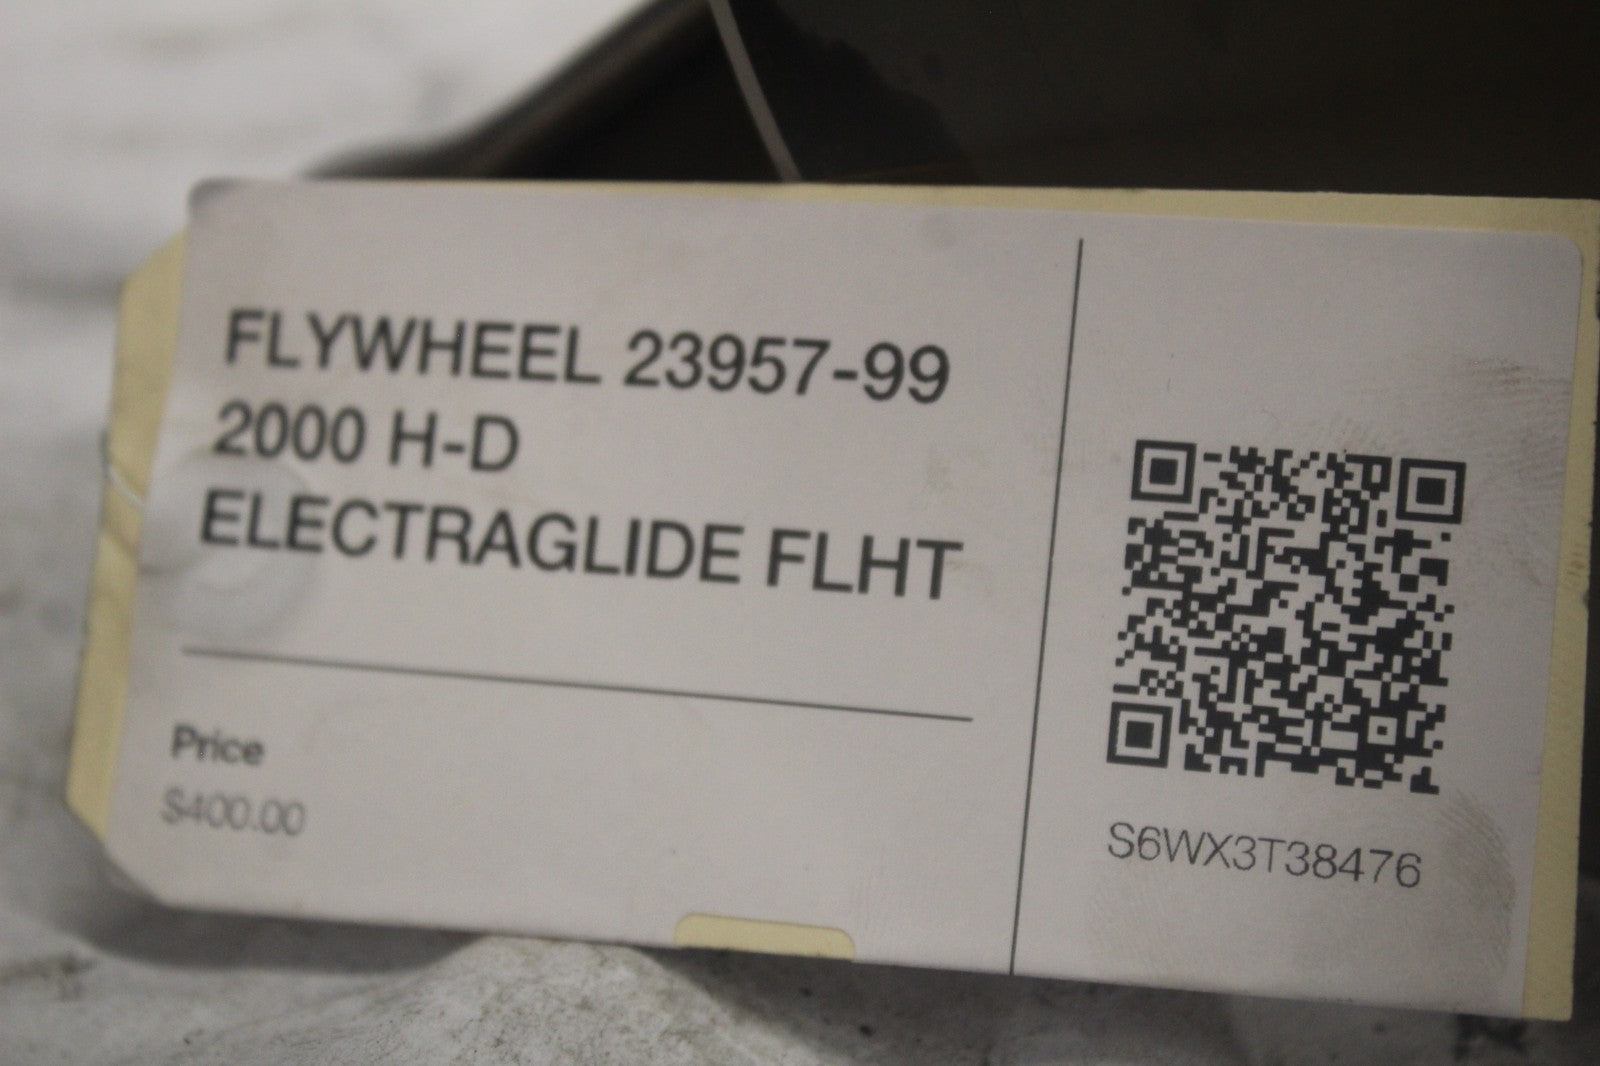 FLYWHEEL 23957-99
2000 H-D
ELECTRAGLIDE FLHT
Price
$400.00
S6WX3T38476